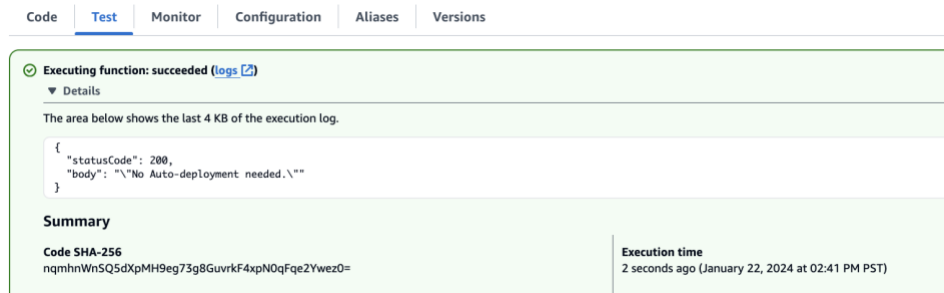 Code Test Monitor Configuration Aliases Versions
Executing function: succeeded (logs)
Details
The area below shows the last 4 KB of the execution log.
{
"statusCode": 200,
"body": "\"No Auto-deployment needed.\""
}
Summary
Code SHA-256
nqmhnWnSQ5dXpMH9eg73g8GuvrkF4xpN0qFqe2Ywez0=
Execution time
2 seconds ago (January 22, 2024 at 02:41 PM PST)